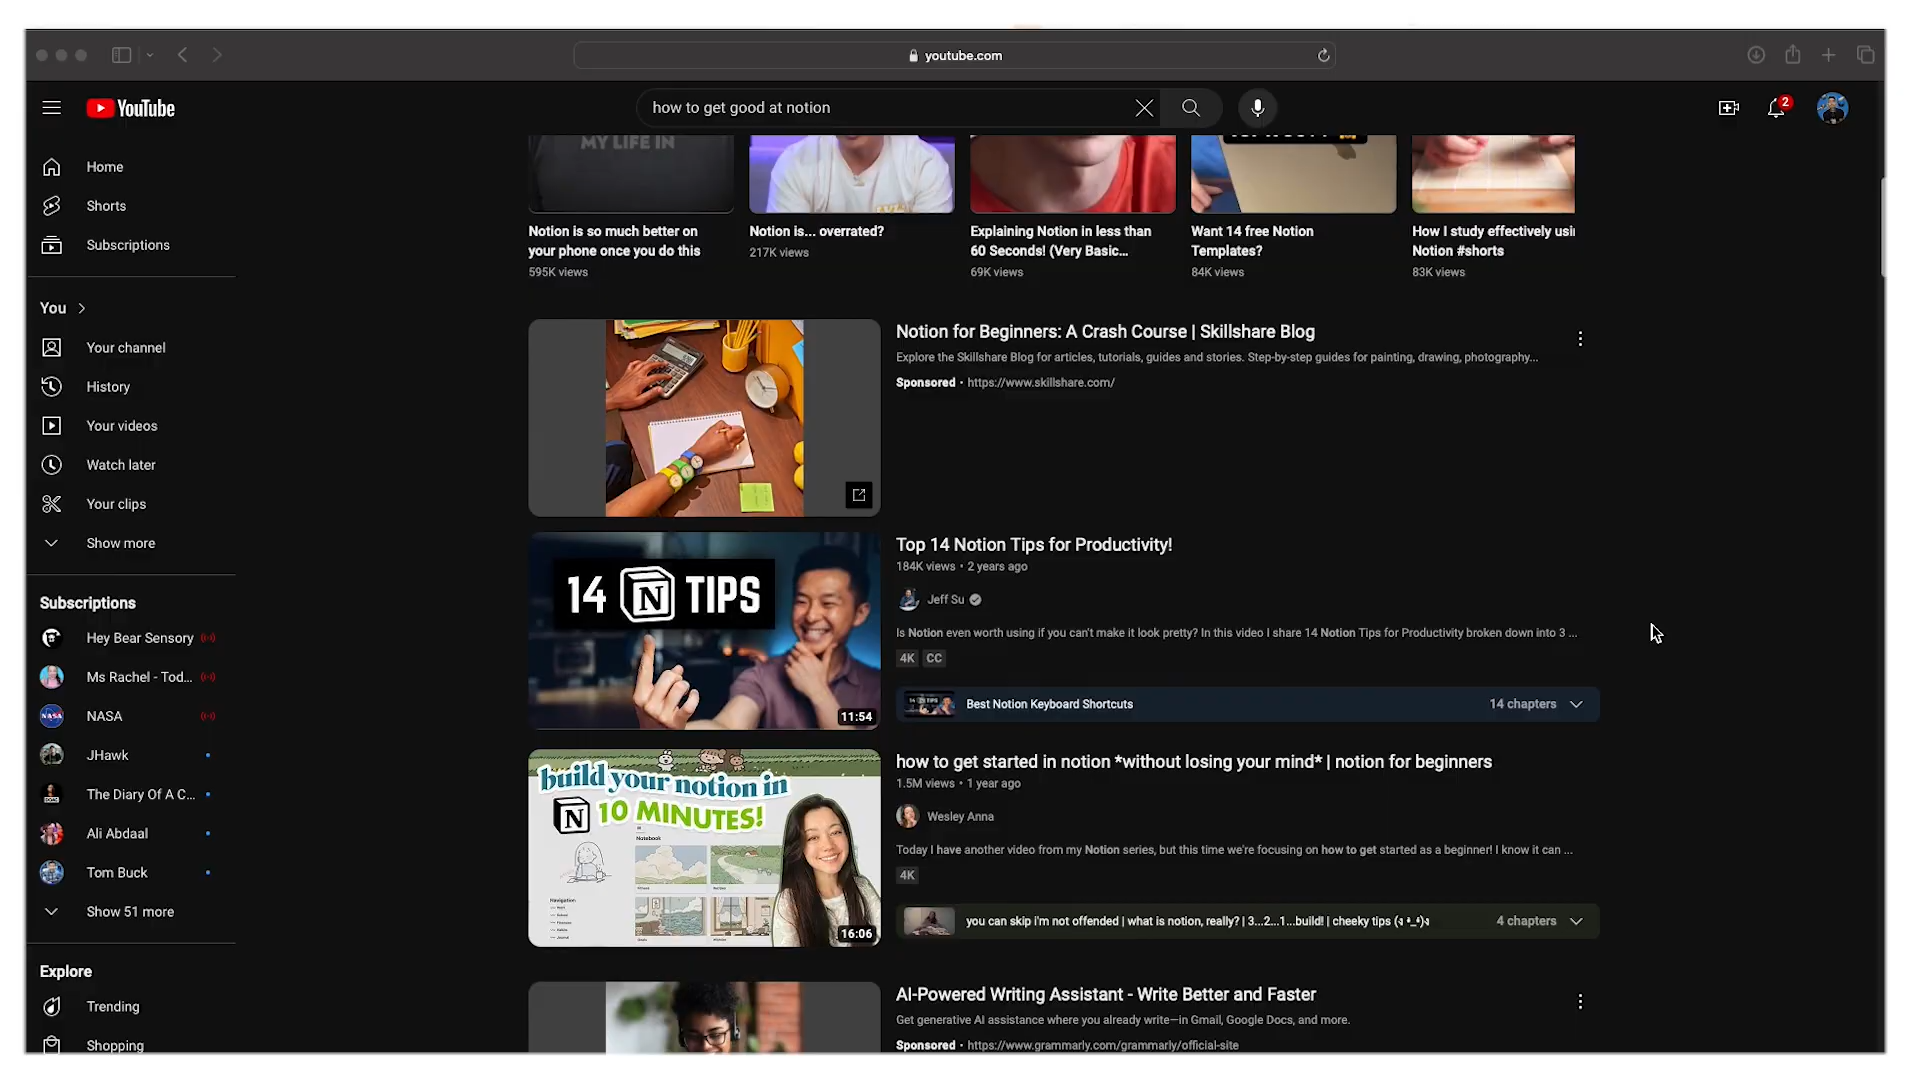 youtube.com
YouTube
how to get good at notion
2
Home
Shorts
Subscriptions
You
Your channel
History
Your videos
Watch later
Your clips
Show more
Subscriptions
Hey Bear Sensory
Ms Rachel - Tod...
NASA
JHawk
The Diary Of A C...
Ali Abdaal
Tom Buck
Show 51 more
Explore
Trending
Shopping
MY LIFE IN
Notion is so much better on
your phone once you do this
595K views
Notion is... overrated?
217K views
Explaining Notion in less than
60 Seconds! (Very Basic...
69K views
Want 14 free Notion
Templates?
84K views
How I study effectively usi
Notion #shorts
83K views
Notion for Beginners: A Crash Course | Skillshare Blog
Explore the Skillshare Blog for articles, tutorials, guides and stories. Step-by-step guides for painting, drawing, photography...
Sponsored • https://www.skillshare.com/
14 N TIPS
11:54
Top 14 Notion Tips for Productivity!
184K views • 2 years ago
Jeff Su
Is Notion even worth using if you can't make it look pretty? In this video I share 14 Notion Tips for Productivity broken down into 3 ...
4K CC
14 N TIPS
Best Notion Keyboard Shortcuts
14 chapters
build your notion in
N 10 MINUTES!
Notebook
Navigation
16:06
how to get started in notion *without losing your mind* | notion for beginners
1.5M views • 1 year ago
Wesley Anna
Today I have another video from my Notion series, but this time we're focusing on how to get started as a beginner! I know it can ...
4K
you can skip i'm not offended | what is notion, really? | 3...2...1...build! | cheeky tips (ง •̀_•́)ง
4 chapters
AI-Powered Writing Assistant - Write Better and Faster
Get generative AI assistance where you already write—in Gmail, Google Docs, and more.
Sponsored • https://www.grammarly.com/grammarly/official-site